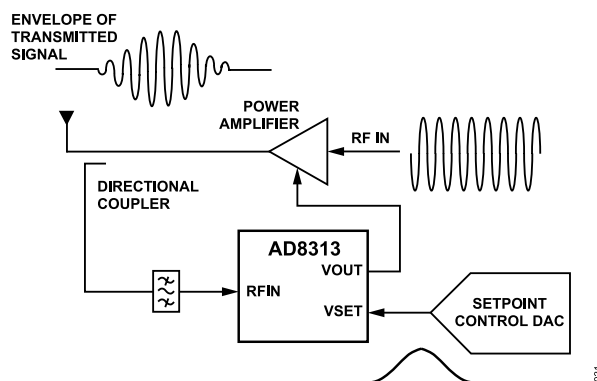 ENVELOPE OF
TRANSMITTED
SIGNAL
POWER
AMPLIFIER
RF IN
DIRECTIONAL
COUPLER
AD8313
VOUT
RFIN
VSET
SETPOINT
CONTROL DAC